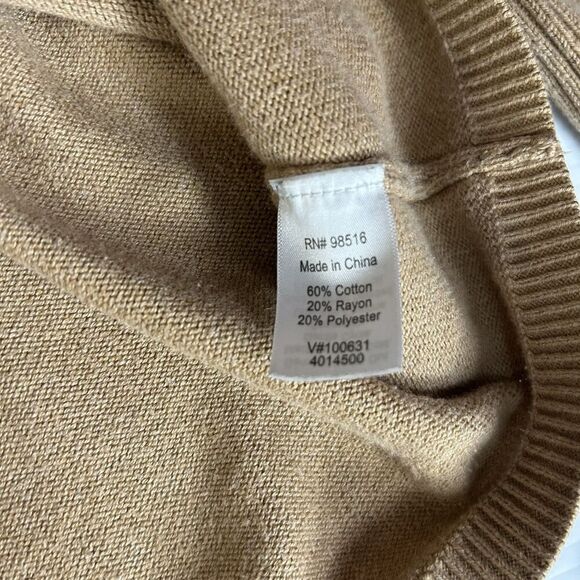 RN# 98516
Made in China
60% Cotton
20% Rayon
20% Polyester
V#100631
4014500